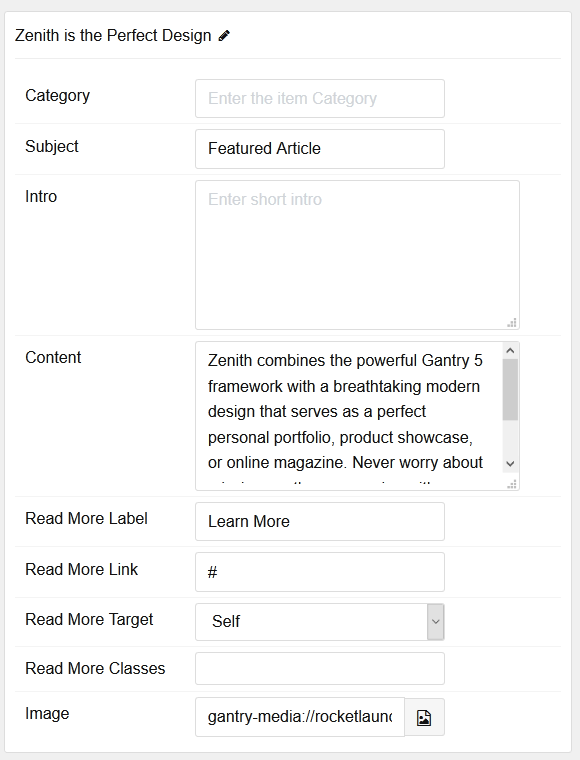 Zenith is the Perfect Design
Category
Enter the item Category
Subject
Featured Article
Intro
Enter short intro
Content
Zenith combines the powerful Gantry 5
framework with a breathtaking modern
design that serves as a perfect
personal portfolio, product showcase,
or online magazine. Never worry about
Read More Label
Learn More
Read More Link
#
Read More Target
Self
Read More Classes
Image
gantry-media://rocketlaunc